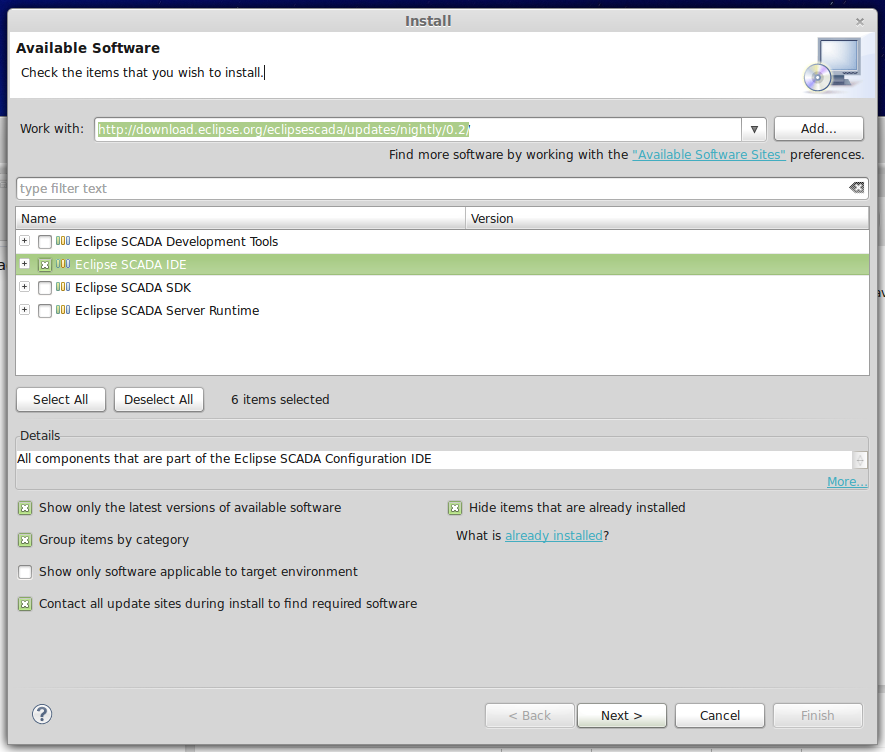 Install
Available Software
Check the items that you wish to install.
Work with: http://download.eclipse.org/eclipsescada/updates/nightly/0.2/ Add...
Find more software by working with the "Available Software Sites" preferences.
type filter text
Name Version
Eclipse SCADA Development Tools
Eclipse SCADA IDE
Eclipse SCADA SDK
Eclipse SCADA Server Runtime
Select All Deselect All 6 items selected
Details
All components that are part of the Eclipse SCADA Configuration IDE
More...
Show only the latest versions of available software Hide items that are already installed
Group items by category What is already installed?
Show only software applicable to target environment
Contact all update sites during install to find required software
? < Back Next > Cancel Finish